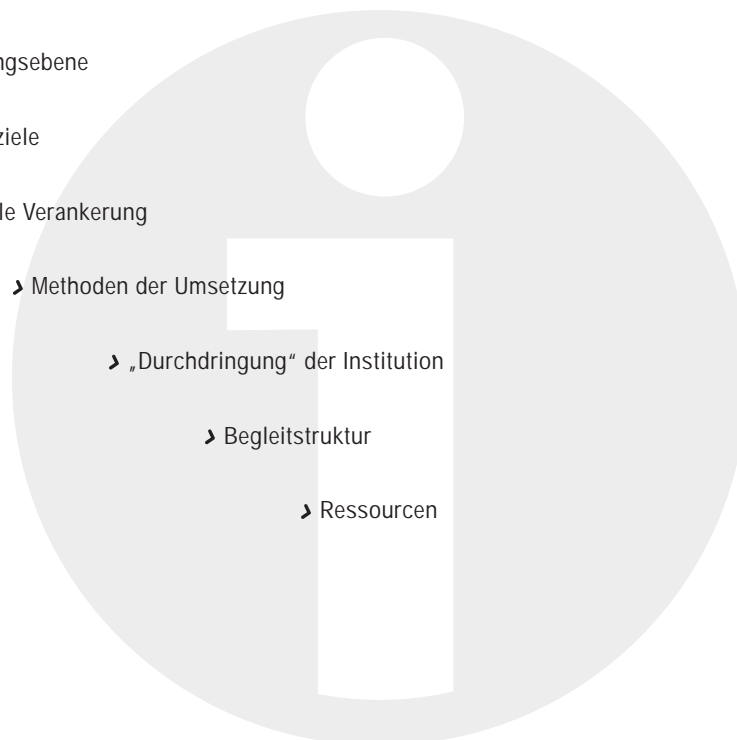 ngsebene
ziele
le Verankerung
› Methoden der Umsetzung
› „Durchdringung“ der Institution
› Begleitstruktur
› Ressourcen